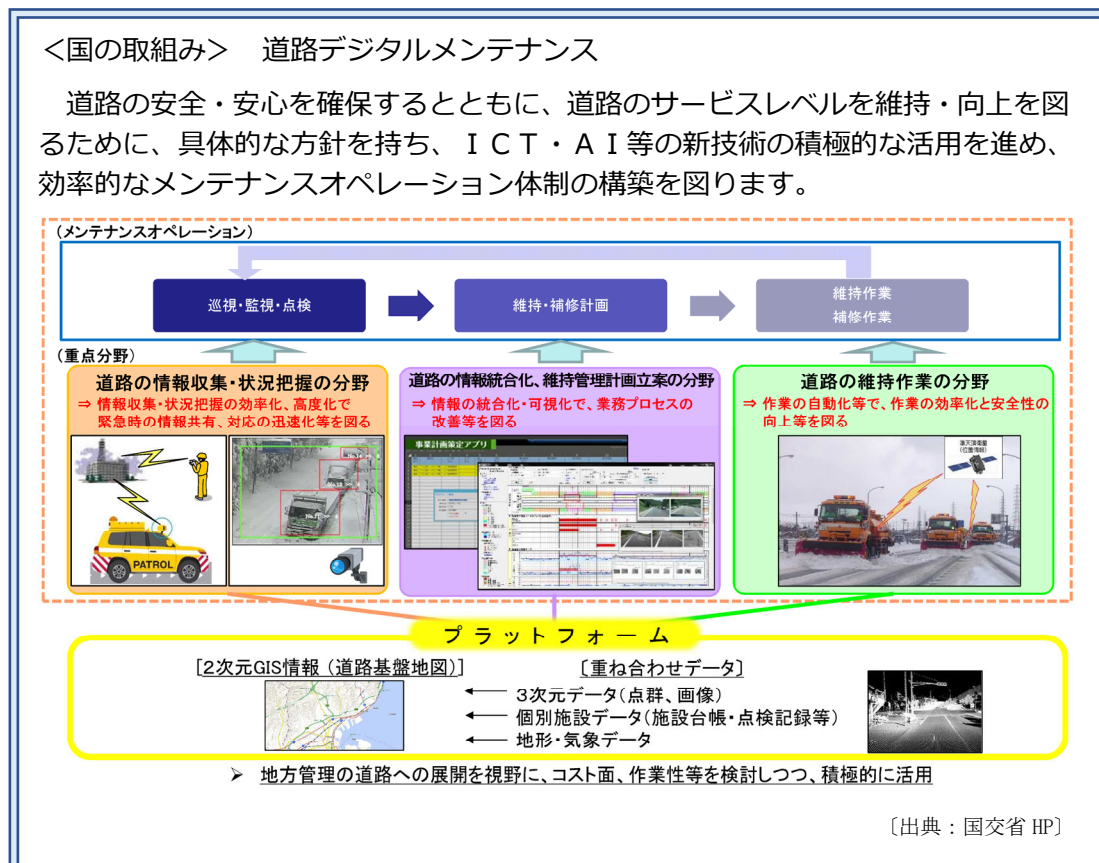 <国の取組み> 道路デジタルメンテナンス
道路の安全・安心を確保するとともに、道路のサービスレベルを維持・向上を図
るために、具体的な方針を持ち、ＩＣＴ・ＡＩ等の新技術の積極的な活用を進め、
効率的なメンテナンスオペレーション体制の構築を図ります。
(メンテナンスオペレーション)
巡視・監視・点検
維持・補修計画
維持作業
補修作業
(重点分野)
道路の情報収集・状況把握の分野
⇒ 情報収集・状況把握の効率化、高度化で
緊急時の情報共有、対応の迅速化等を図る
PATROL
道路の情報統合化、維持管理計画立案の分野
⇒ 情報の統合化・可視化で、業務プロセスの
改善等を図る
事業計画策定アプリ
道路の維持作業の分野
⇒ 作業の自動化等で、作業の効率化と安全性の
向上等を図る
準天頂衛星
(位置情報)
プラットフォーム
[2次元GIS情報（道路基盤地図）]
[重ね合わせデータ]
← 3次元データ(点群、画像)
← 個別施設データ(施設台帳・点検記録等)
← 地形・気象データ
➢ 地方管理の道路への展開を視野に、コスト面、作業性等を検討しつつ、積極的に活用
〔出典：国交省 HP〕